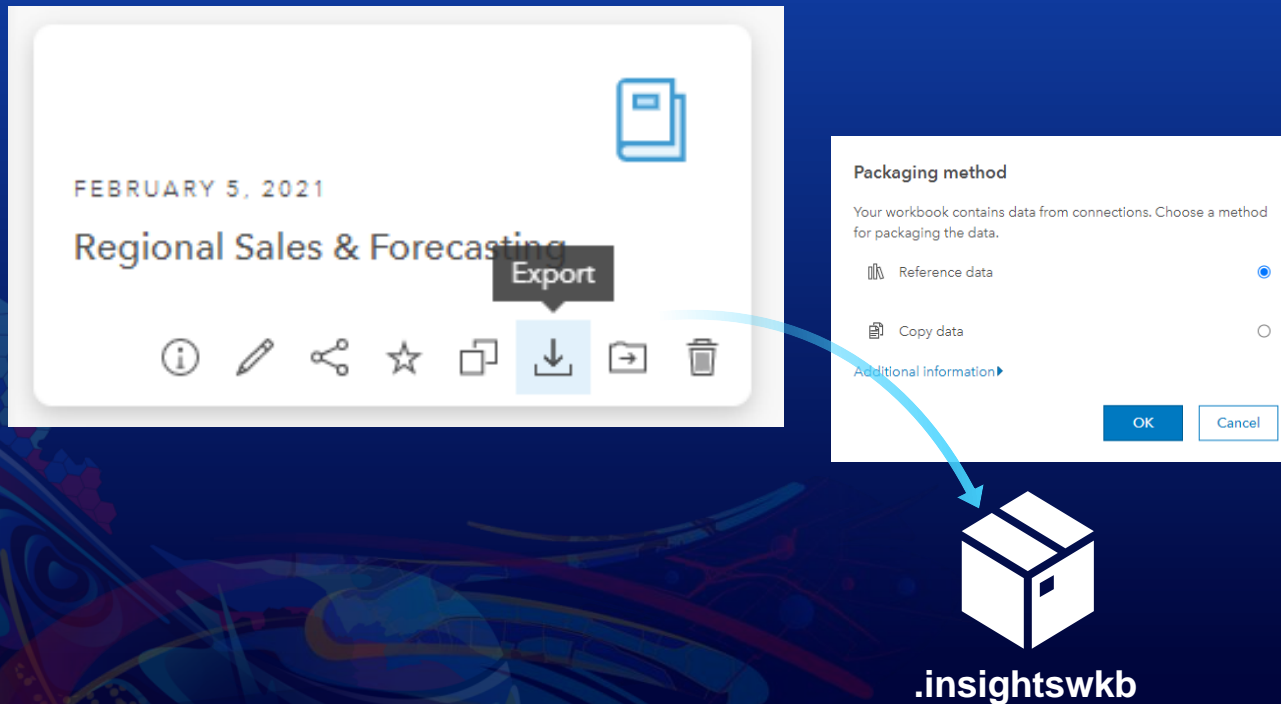 FEBRUARY 5, 2021
Regional Sales & Forecasting
Export
Packaging method
Your workbook contains data from connections. Choose a method
for packaging the data.
Reference data
Copy data
Additional information
OK
Cancel
.insightswkb